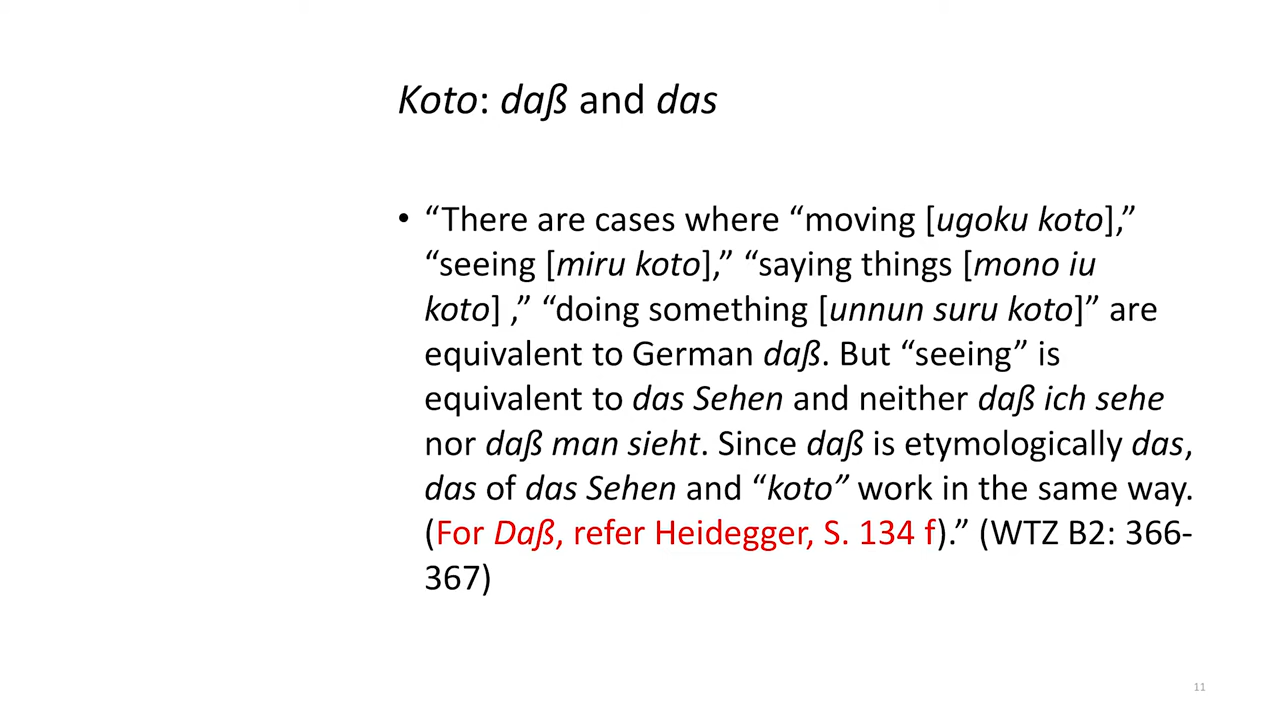 Koto: daß and das
• “There are cases where “moving [ugoku koto],”
“seeing [miru koto],” “saying things [mono iu
koto] ,” “doing something [unnun suru koto]” are
equivalent to German daß. But “seeing” is
equivalent to das Sehen and neither daß ich sehe
nor daß man sieht. Since daß is etymologically das,
das of das Sehen and “koto” work in the same way.
(For Daß, refer Heidegger, S. 134 f).” (WTZ B2: 366-
367)
11